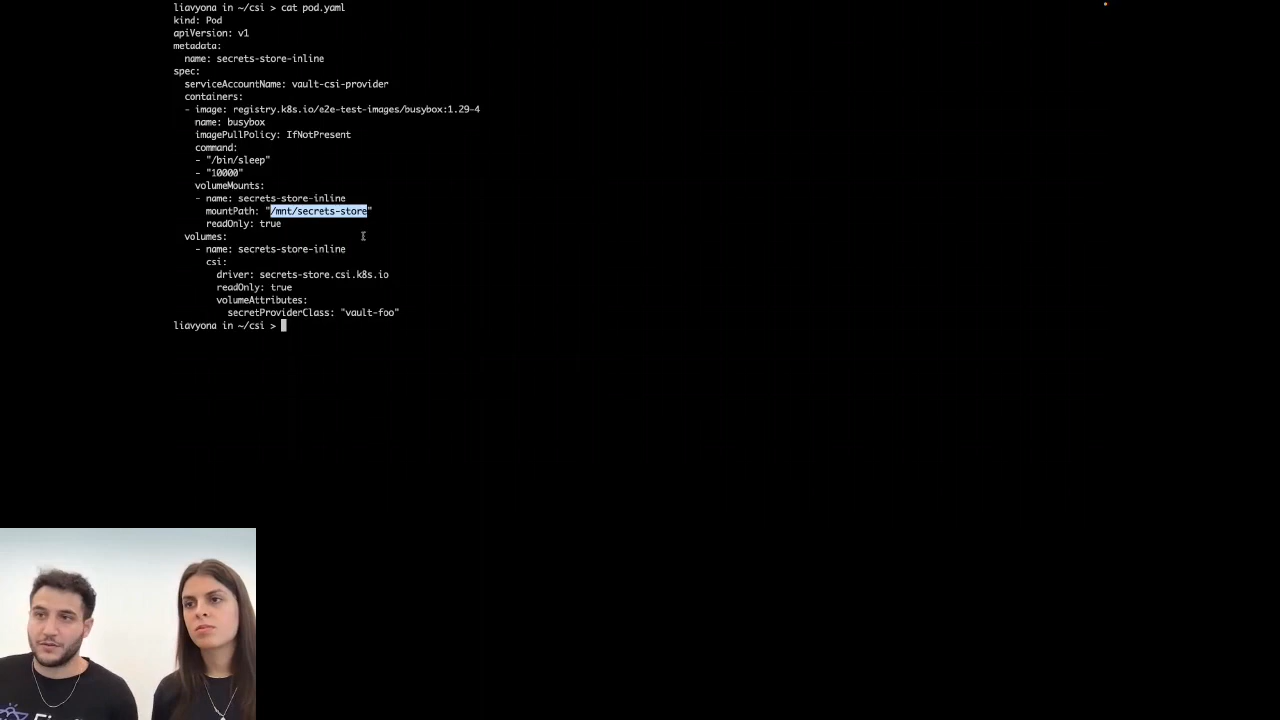 liavyona in ~/csi > cat pod.yaml
kind: Pod
apiVersion: v1
metadata:
  name: secrets-store-inline
spec:
  serviceAccountName: vault-csi-provider
  containers:
  - image: registry.k8s.io/e2e-test-images/busybox:1.29-4
    name: busybox
    imagePullPolicy: IfNotPresent
    command:
    - "/bin/sleep"
    - "10000"
    volumeMounts:
    - name: secrets-store-inline
      mountPath: "/mnt/secrets-store"
      readOnly: true
  volumes:
    - name: secrets-store-inline
      csi:
        driver: secrets-store.csi.k8s.io
        readOnly: true
        volumeAttributes:
          secretProviderClass: "vault-foo"
liavyona in ~/csi >